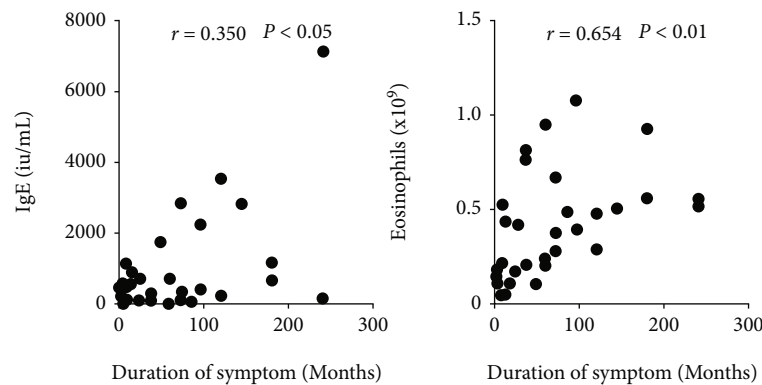 8000
6000
4000
2000
0
IgE (iu/mL)
r = 0.350 P < 0.05
0 100 200 300
Duration of symptom (Months)
1.5
1.0
0.5
0.0
Eosinophils (x10⁹)
r = 0.654 P < 0.01
0 100 200 300
Duration of symptom (Months)